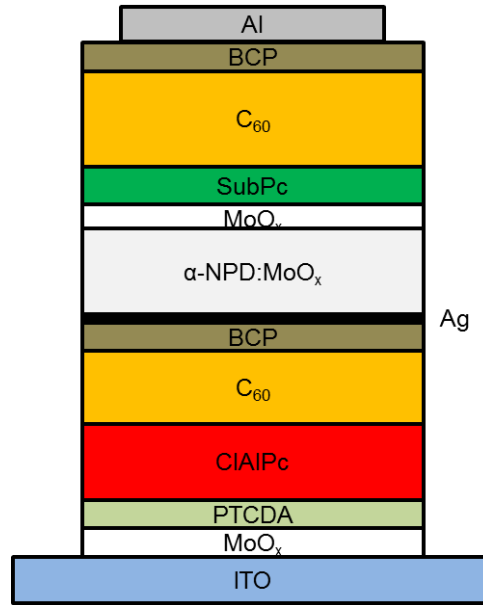 Al
BCP
C₆₀
SubPc
MoOₓ
α-NPD:MoOₓ
Ag
BCP
C₆₀
ClAlPc
PTCDA
MoOₓ
ITO